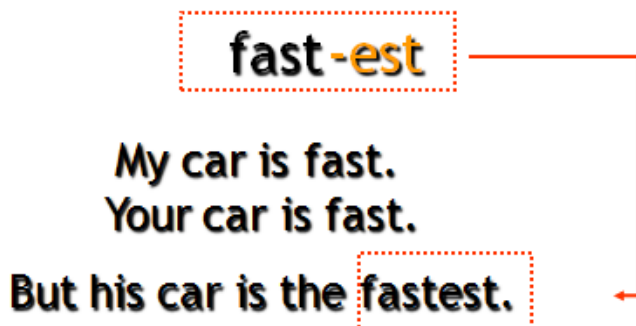 fast-est
My car is fast.
Your car is fast.
But his car is the fastest.